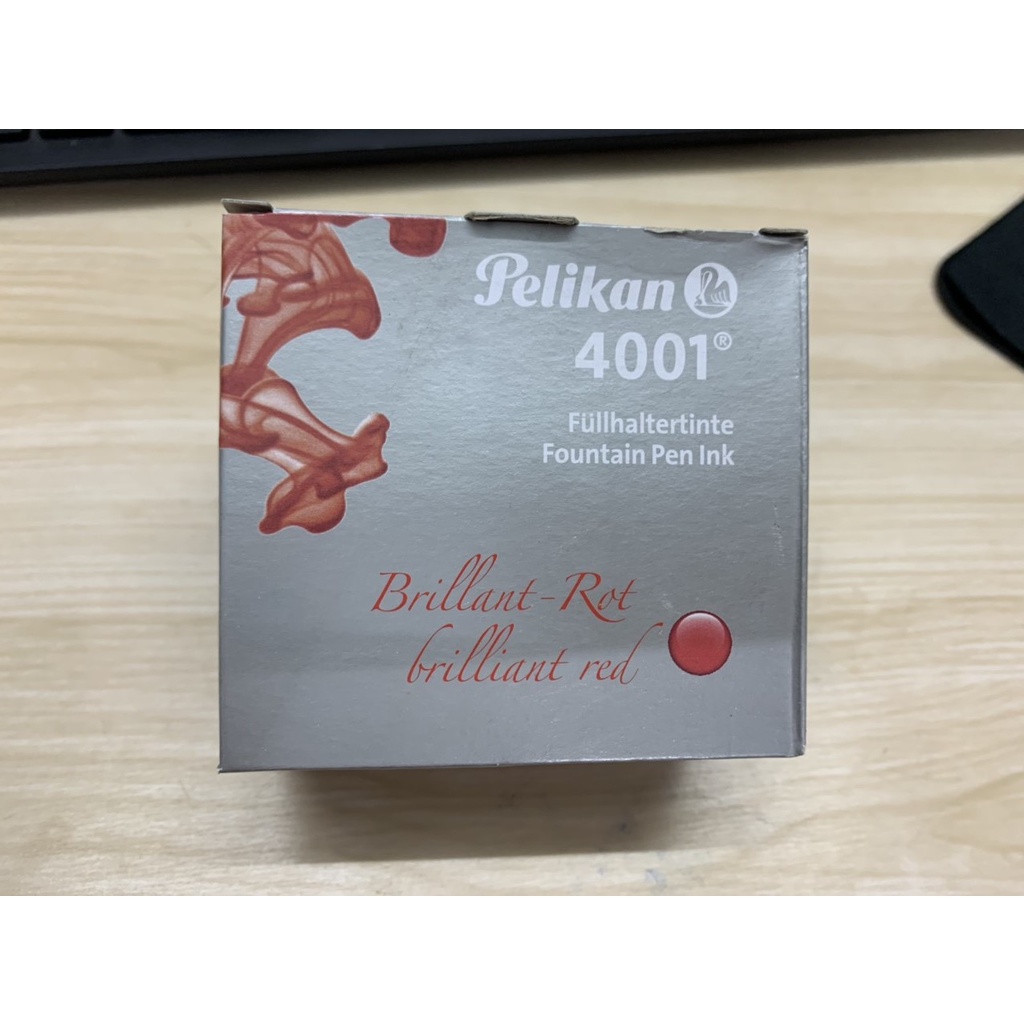 Pelikan
4001®
Füllhaltertinte
Fountain Pen Ink
Brillant-Rot
brilliant red